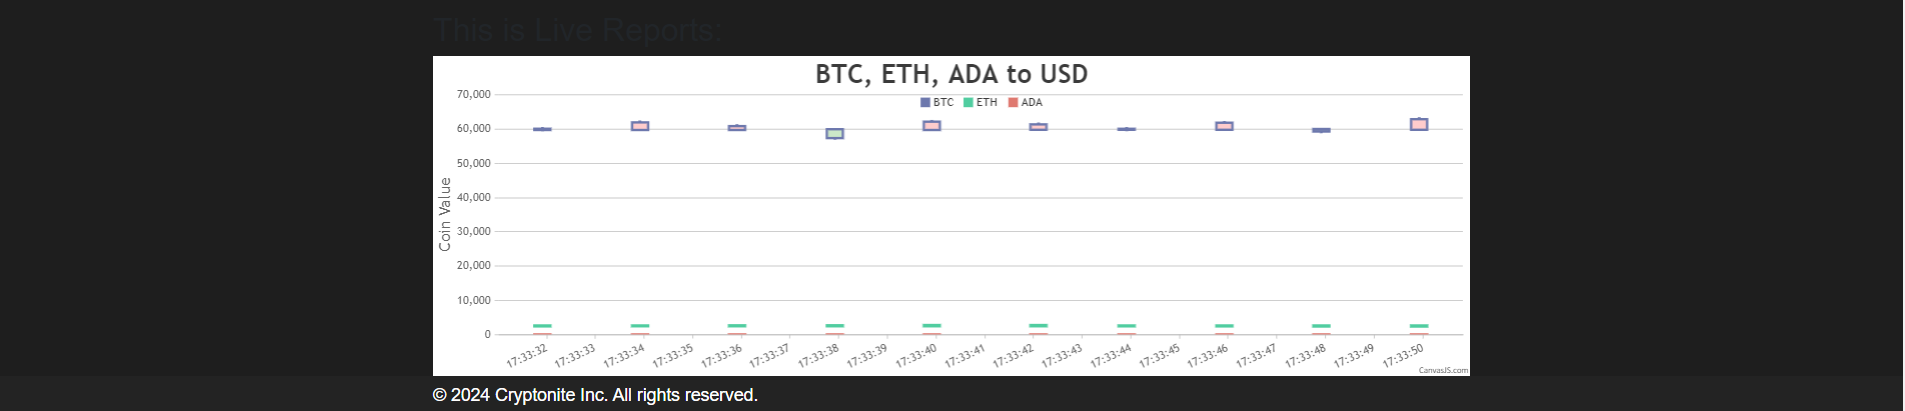 This is Live Reports:
BTC, ETH, ADA to USD
BTC ETH ADA
Coin Value
70,000
60,000
50,000
40,000
30,000
20,000
10,000
0
17:33:32 17:33:33 17:33:34 17:33:35 17:33:36 17:33:37 17:33:38 17:33:39 17:33:40 17:33:41 17:33:42 17:33:43 17:33:44 17:33:45 17:33:46 17:33:47 17:33:48 17:33:49 17:33:50
CanvasJS.com
© 2024 Cryptonite Inc. All rights reserved.